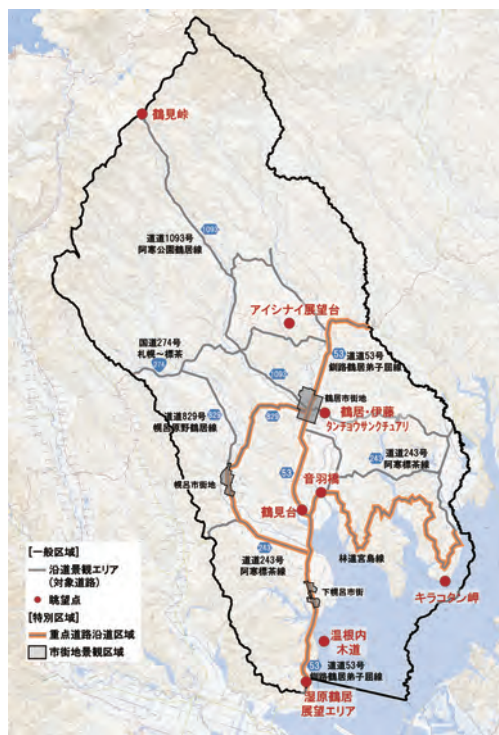 鶴見峠
1093
道道1093号
阿寒公園鶴居線
アイシナイ展望台
国道274号
札幌～標茶
274
53
道道53号
釧路鶴居弟子屈線
1093
鶴居市街地
道道829号
幌呂原野鶴居線
829
829
鶴居・伊藤
タンチョウサンクチュアリ
243
道道243号
阿寒標茶線
幌呂市街地
53
音羽橋
鶴見台
林道宮島線
243
道道243号
阿寒標茶線
キラコタン岬
下幌呂市街
温根内
木道
53
道道53号
釧路鶴居弟子屈線
湿原鶴居
展望エリア
[一般区域]
沿道景観エリア
(対象道路)
眺望点
[特別区域]
重点道路沿道区域
市街地景観区域